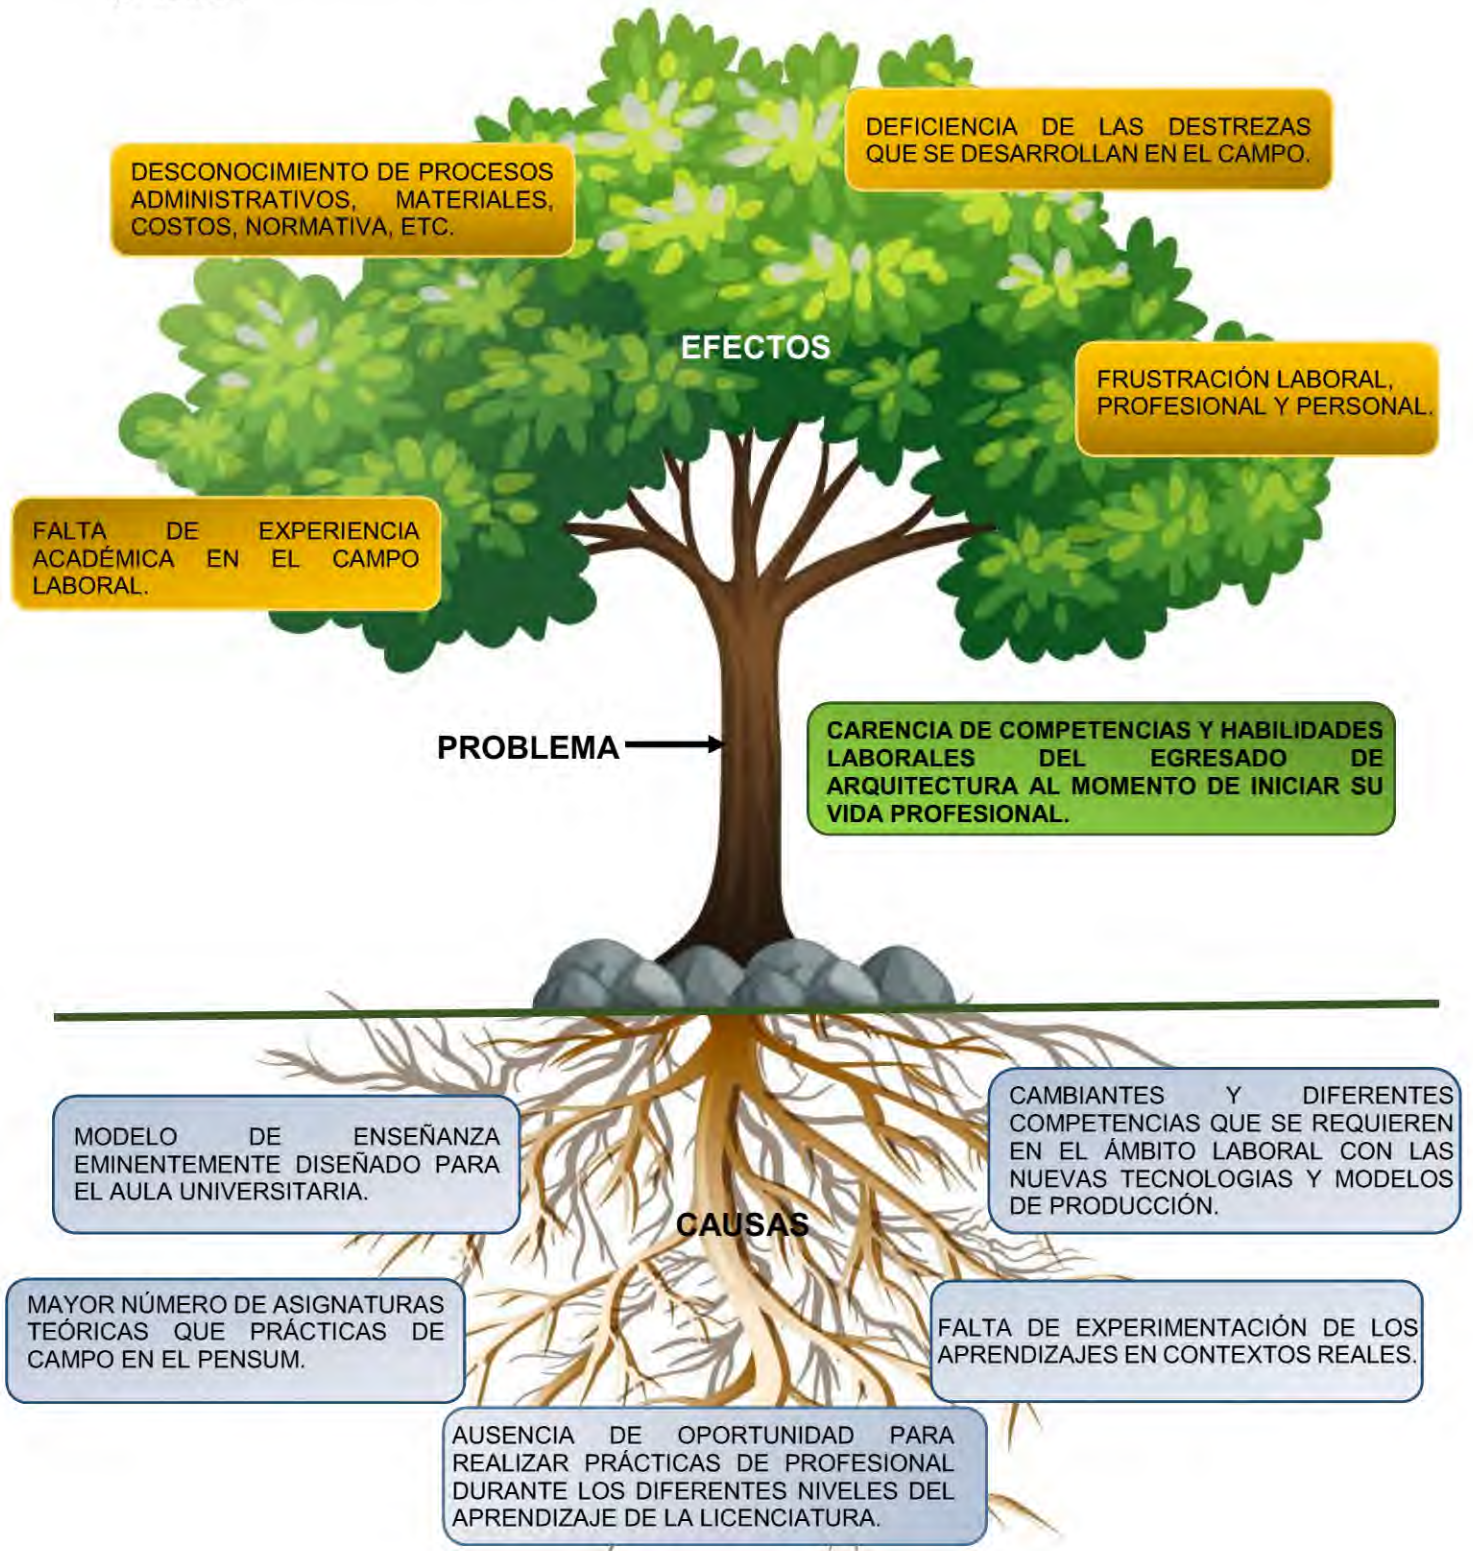 DEFICIENCIA DE LAS DESTREZAS
QUE SE DESARROLLAN EN EL CAMPO.
DESCONOCIMIENTO DE PROCESOS
ADMINISTRATIVOS, MATERIALES,
COSTOS, NORMATIVA, ETC.
EFECTOS
FRUSTRACIÓN LABORAL,
PROFESIONAL Y PERSONAL.
FALTA DE EXPERIENCIA
ACADÉMICA EN EL CAMPO
LABORAL.
PROBLEMA
CARENCIA DE COMPETENCIAS Y HABILIDADES
LABORALES DEL EGRESADO DE
ARQUITECTURA AL MOMENTO DE INICIAR SU
VIDA PROFESIONAL.
MODELO DE ENSEÑANZA
EMINENTEMENTE DISEÑADO PARA
EL AULA UNIVERSITARIA.
CAMBIANTES Y DIFERENTES
COMPETENCIAS QUE SE REQUIEREN
EN EL ÁMBITO LABORAL CON LAS
NUEVAS TECNOLOGIAS Y MODELOS
DE PRODUCCIÓN.
CAUSAS
MAYOR NÚMERO DE ASIGNATURAS
TEÓRICAS QUE PRÁCTICAS DE
CAMPO EN EL PENSUM.
FALTA DE EXPERIMENTACIÓN DE LOS
APRENDIZAJES EN CONTEXTOS REALES.
AUSENCIA DE OPORTUNIDAD PARA
REALIZAR PRÁCTICAS DE PROFESIONAL
DURANTE LOS DIFERENTES NIVELES DEL
APRENDIZAJE DE LA LICENCIATURA.